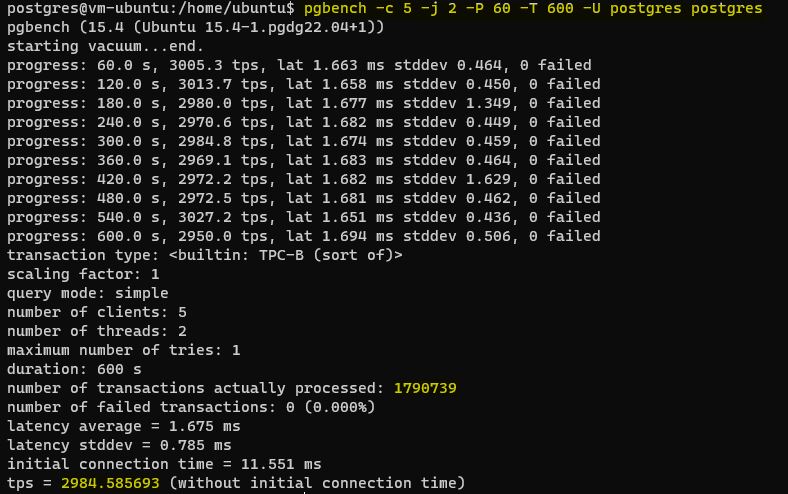 postgres@vm-ubuntu:/home/ubuntu$ pgbench -c 5 -j 2 -P 60 -T 600 -U postgres postgres
pgbench (15.4 (Ubuntu 15.4-1.pgdg22.04+1))
starting vacuum...end.
progress: 60.0 s, 3005.3 tps, lat 1.663 ms stddev 0.464, 0 failed
progress: 120.0 s, 3013.7 tps, lat 1.658 ms stddev 0.450, 0 failed
progress: 180.0 s, 2980.0 tps, lat 1.677 ms stddev 1.349, 0 failed
progress: 240.0 s, 2970.6 tps, lat 1.682 ms stddev 0.449, 0 failed
progress: 300.0 s, 2984.8 tps, lat 1.674 ms stddev 0.459, 0 failed
progress: 360.0 s, 2969.1 tps, lat 1.683 ms stddev 0.464, 0 failed
progress: 420.0 s, 2972.2 tps, lat 1.682 ms stddev 1.629, 0 failed
progress: 480.0 s, 2972.5 tps, lat 1.681 ms stddev 0.462, 0 failed
progress: 540.0 s, 3027.2 tps, lat 1.651 ms stddev 0.436, 0 failed
progress: 600.0 s, 2950.0 tps, lat 1.694 ms stddev 0.506, 0 failed
transaction type: <builtin: TPC-B (sort of)>
scaling factor: 1
query mode: simple
number of clients: 5
number of threads: 2
maximum number of tries: 1
duration: 600 s
number of transactions actually processed: 1790739
number of failed transactions: 0 (0.000%)
latency average = 1.675 ms
latency stddev = 0.785 ms
initial connection time = 11.551 ms
tps = 2984.585693 (without initial connection time)